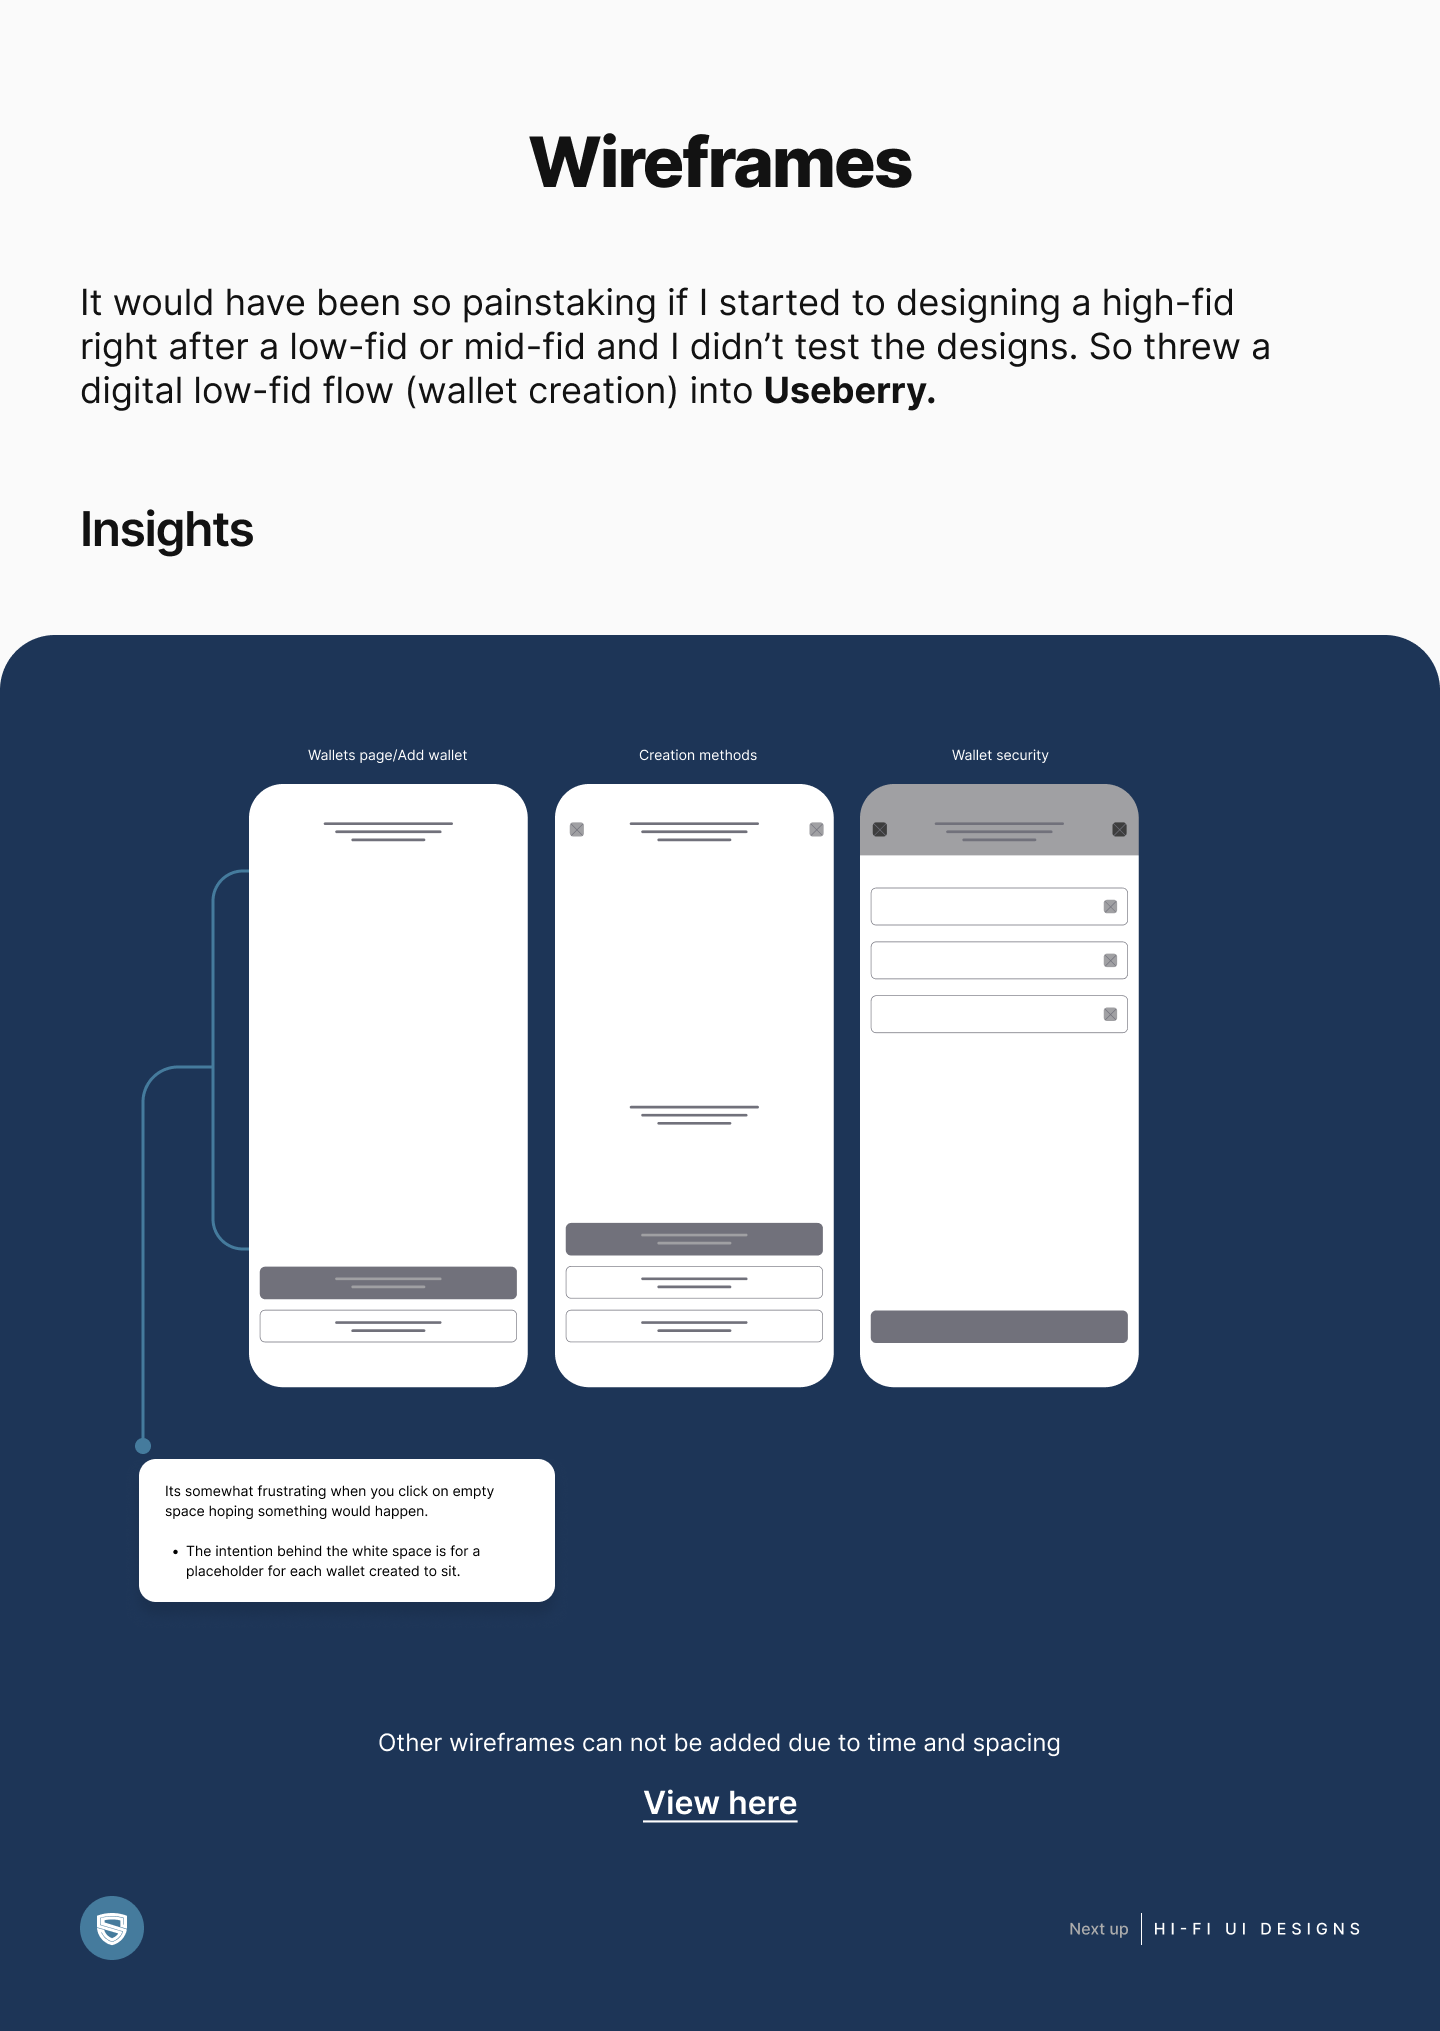 Wireframes
It would have been so painstaking if I started to designing a high-fid
right after a low-fid or mid-fid and I didn’t test the designs. So threw a
digital low-fid flow (wallet creation) into Useberry.
Insights
Wallets page/Add wallet
Creation methods
Wallet security
Its somewhat frustrating when you click on empty
space hoping something would happen.
• The intention behind the white space is for a
placeholder for each wallet created to sit.
Other wireframes can not be added due to time and spacing
View here
Next up
HI-FI UI DESIGNS